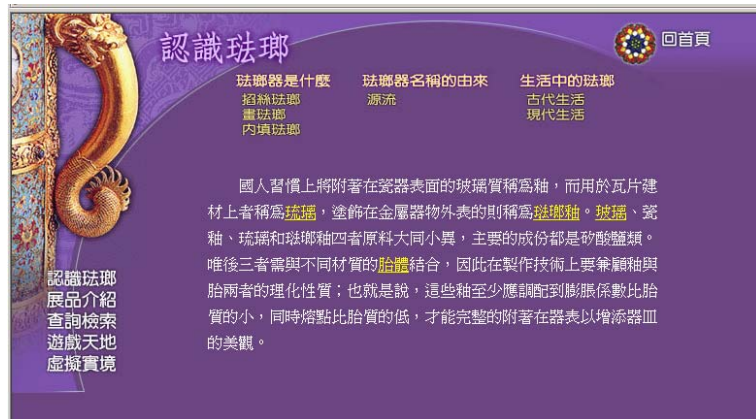 認識琺瑯
回首頁
琺瑯器是什麼 琺瑯器名稱的由來 生活中的琺瑯
掐絲琺瑯 源流 古代生活
畫琺瑯 現代生活
內填琺瑯
國人習慣上將附著在瓷器表面的玻璃質稱為釉，而用於瓦片建
材上者稱為琉璃，塗飾在金屬器物外表的則稱為琺瑯釉。玻璃、瓷
釉、琉璃和琺瑯釉四者原料大同小異，主要的成份都是矽酸鹽類。
唯後三者需與不同材質的胎體結合，因此在製作技術上要兼顧釉與
胎兩者的理化性質；也就是說，這些釉至少應調配到膨脹係數比胎
質的小，同時熔點比胎質的低，才能完整的附著在器表以增添器皿
的美觀。
認識琺瑯
展品介紹
查詢檢索
遊戲天地
虛擬實境